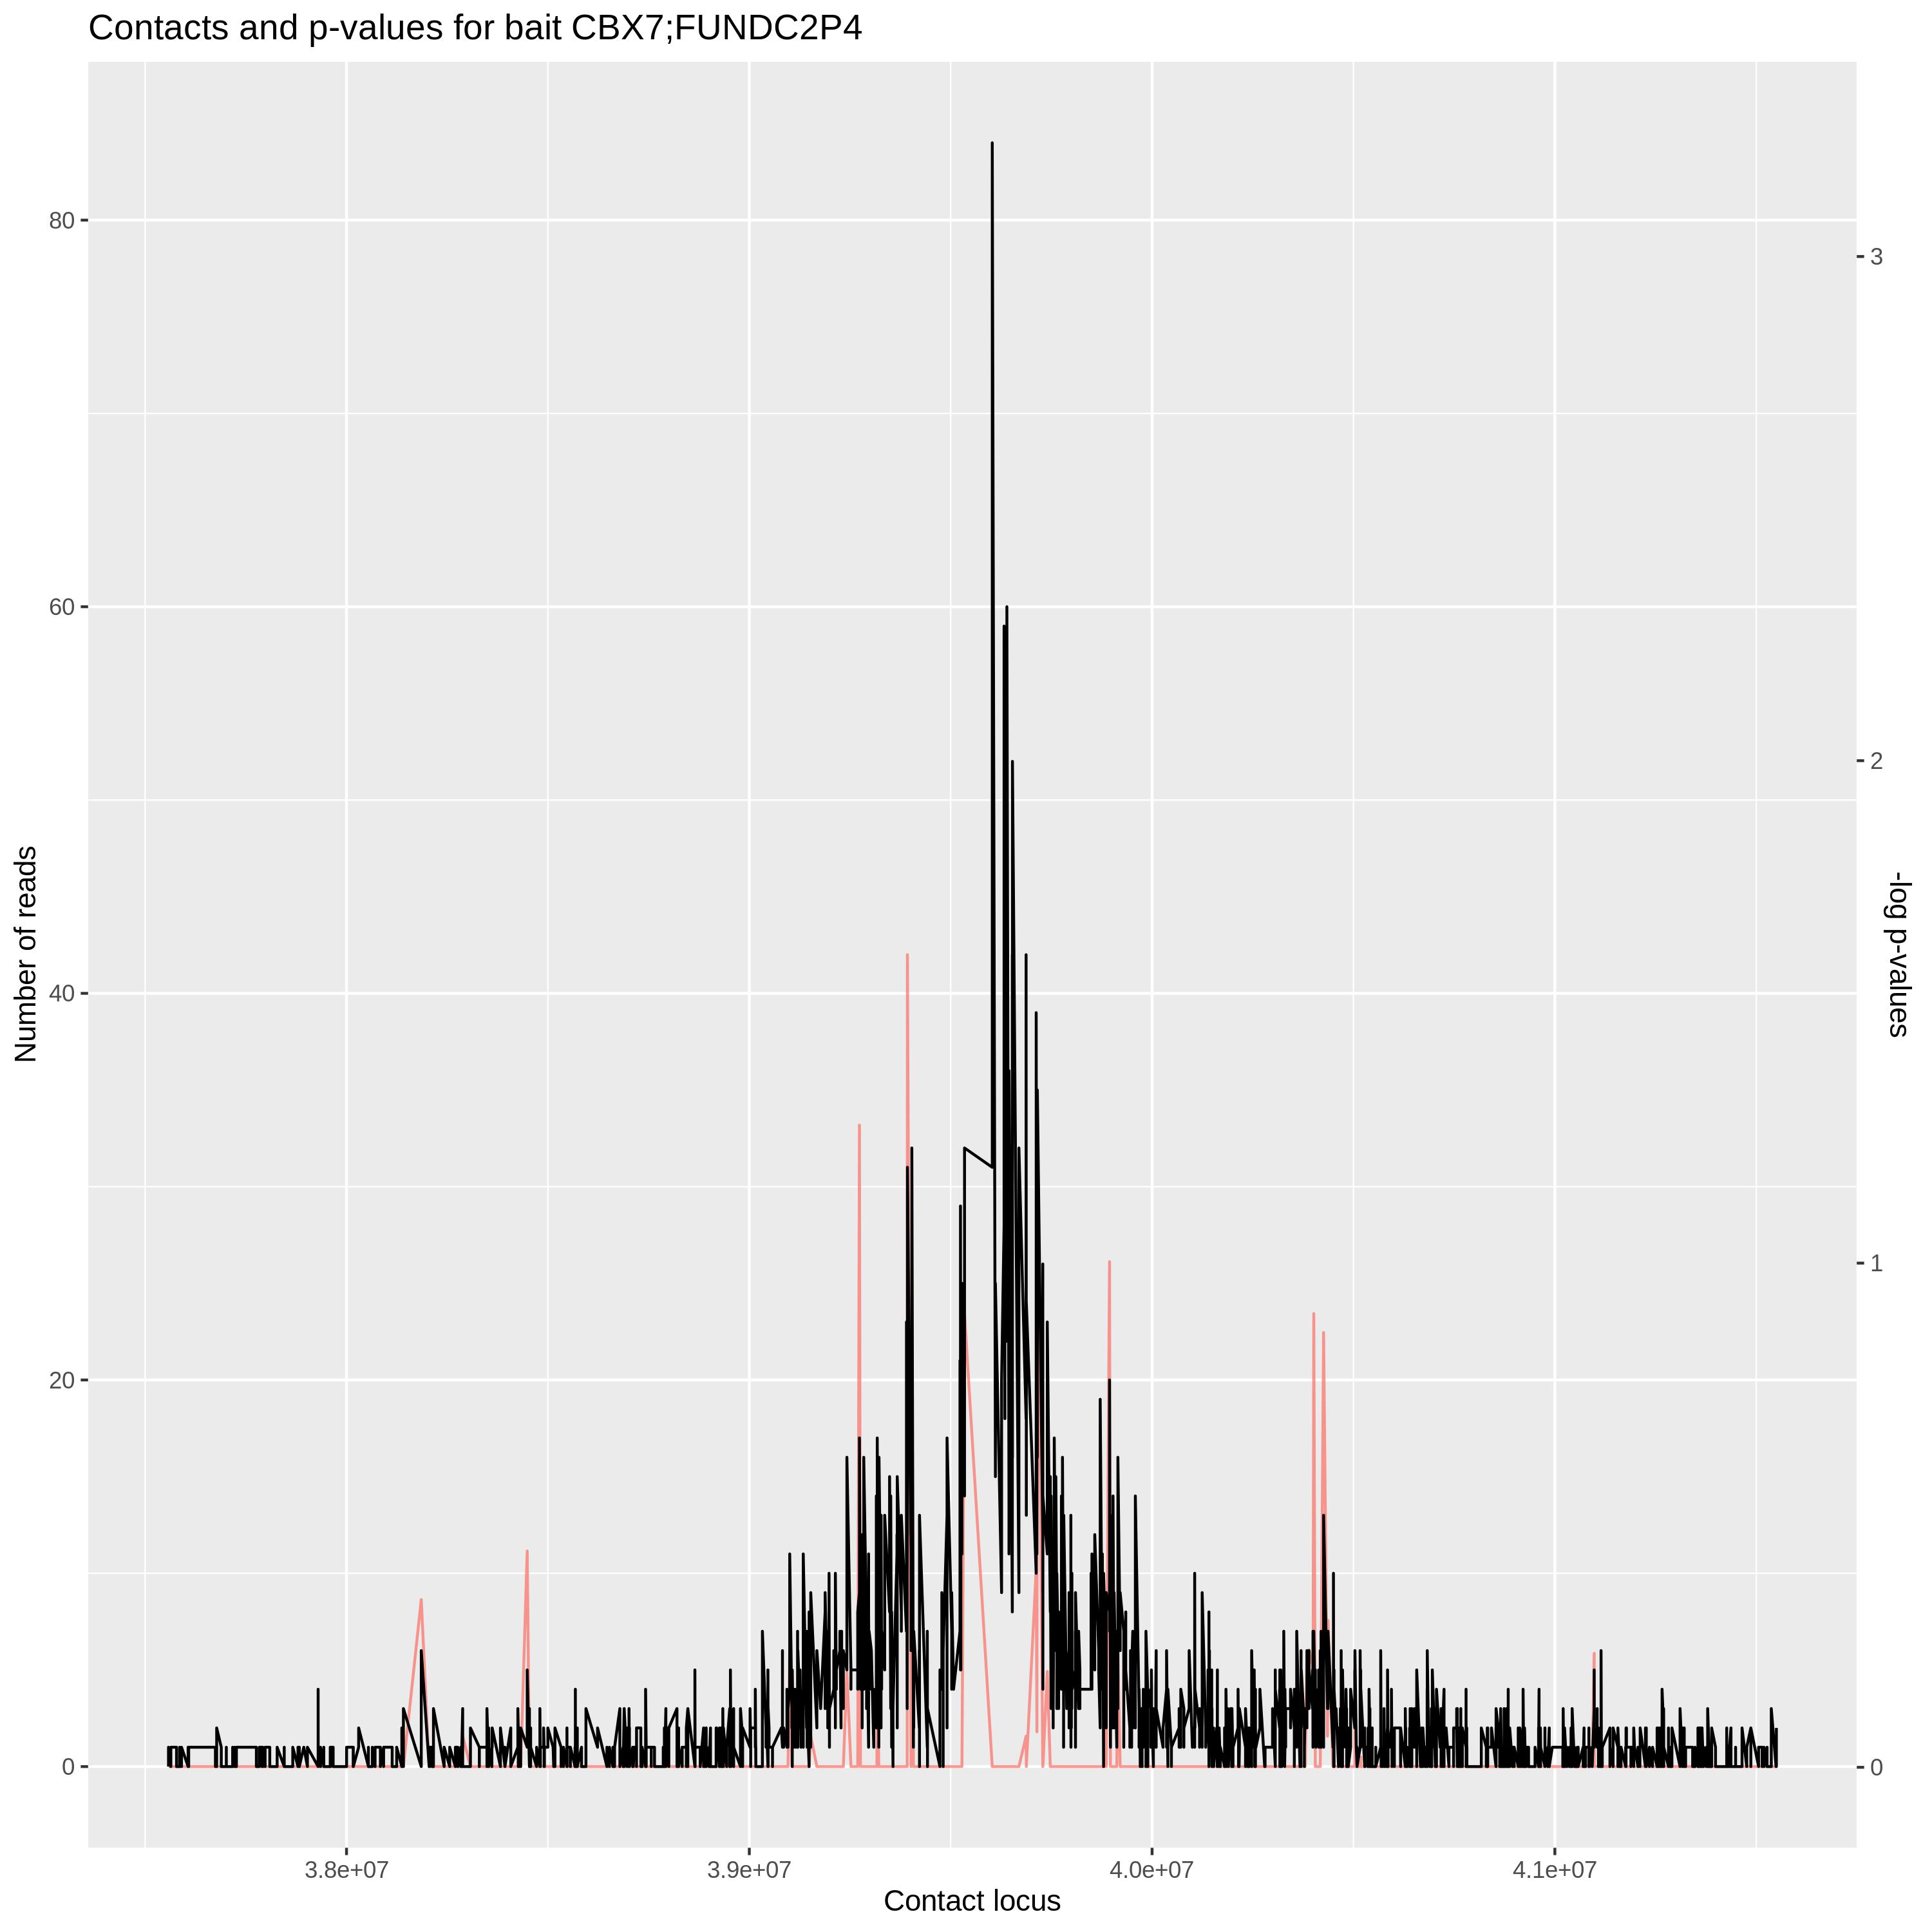 Contacts and p-values for bait CBX7;FUNDC2P4
80
60
40
20
0
Number of reads
3
2
1
0
-log p-values
3.8e+07
3.9e+07
4.0e+07
4.1e+07
Contact locus